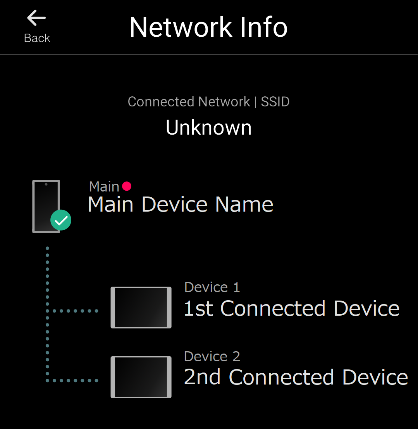 Back
Network Info
Connected Network | SSID
Unknown
Main
Main Device Name
Device 1
1st Connected Device
Device 2
2nd Connected Device